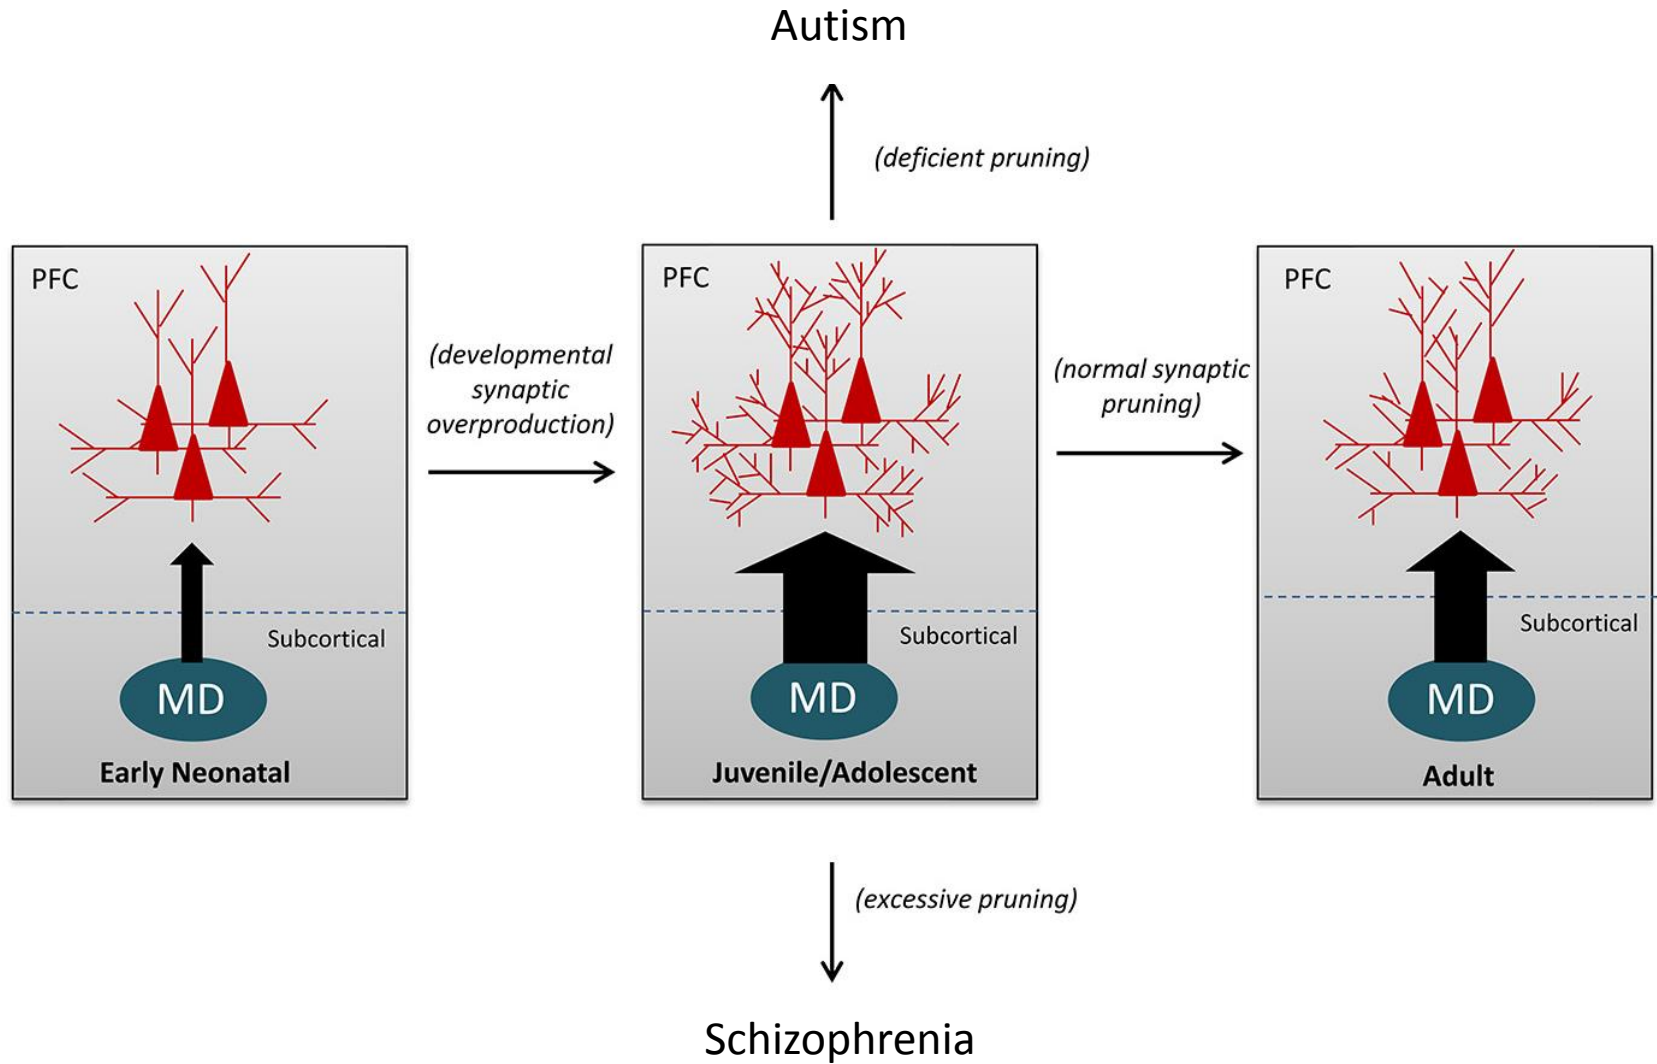 Autism
(deficient pruning)
PFC
Subcortical
MD
Early Neonatal
(developmental
synaptic
overproduction)
PFC
Subcortical
MD
Juvenile/Adolescent
(normal synaptic
pruning)
PFC
Subcortical
MD
Adult
(excessive pruning)
Schizophrenia